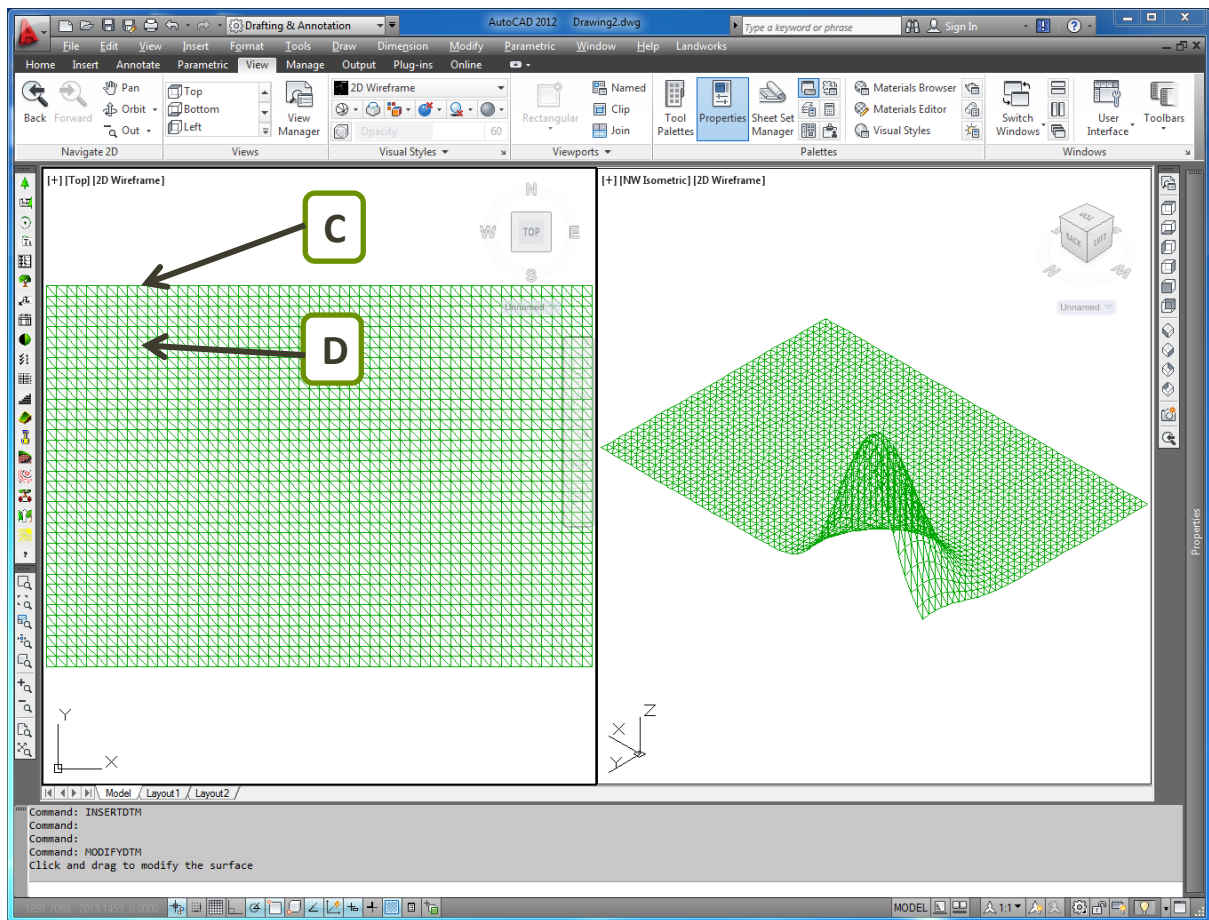 AutoCAD 2012 Drawing2.dwg
Drafting & Annotation
Type a keyword or phrase
Sign In
File Edit View Insert Format Tools Draw Dimension Modify Parametric Window Help Landworks
Home Insert Annotate Parametric View Manage Output Plug-ins Online
Back Forward
Pan
Orbit
Out
Navigate 2D
Top
Bottom
Left
View
Manager
Views
2D Wireframe
Opacity 60
Visual Styles
Rectangular
Named
Clip
Join
Viewports
Tool
Palettes
Properties
Sheet Set
Manager
Materials Browser
Materials Editor
Visual Styles
Palettes
Switch
Windows
User
Interface
Toolbars
Windows
[+] [Top] [2D Wireframe]
C
D
N
W TOP E
S
Unnamed
Y
X
[+] [NW Isometric] [2D Wireframe]
TOP
BACK LEFT
N W
Unnamed
Z
X
Y
Properties
Model Layout1 Layout2
Command: INSERTDTM
Command:
Command:
Command: MODIFYDTM
Click and drag to modify the surface
MODEL 1:1